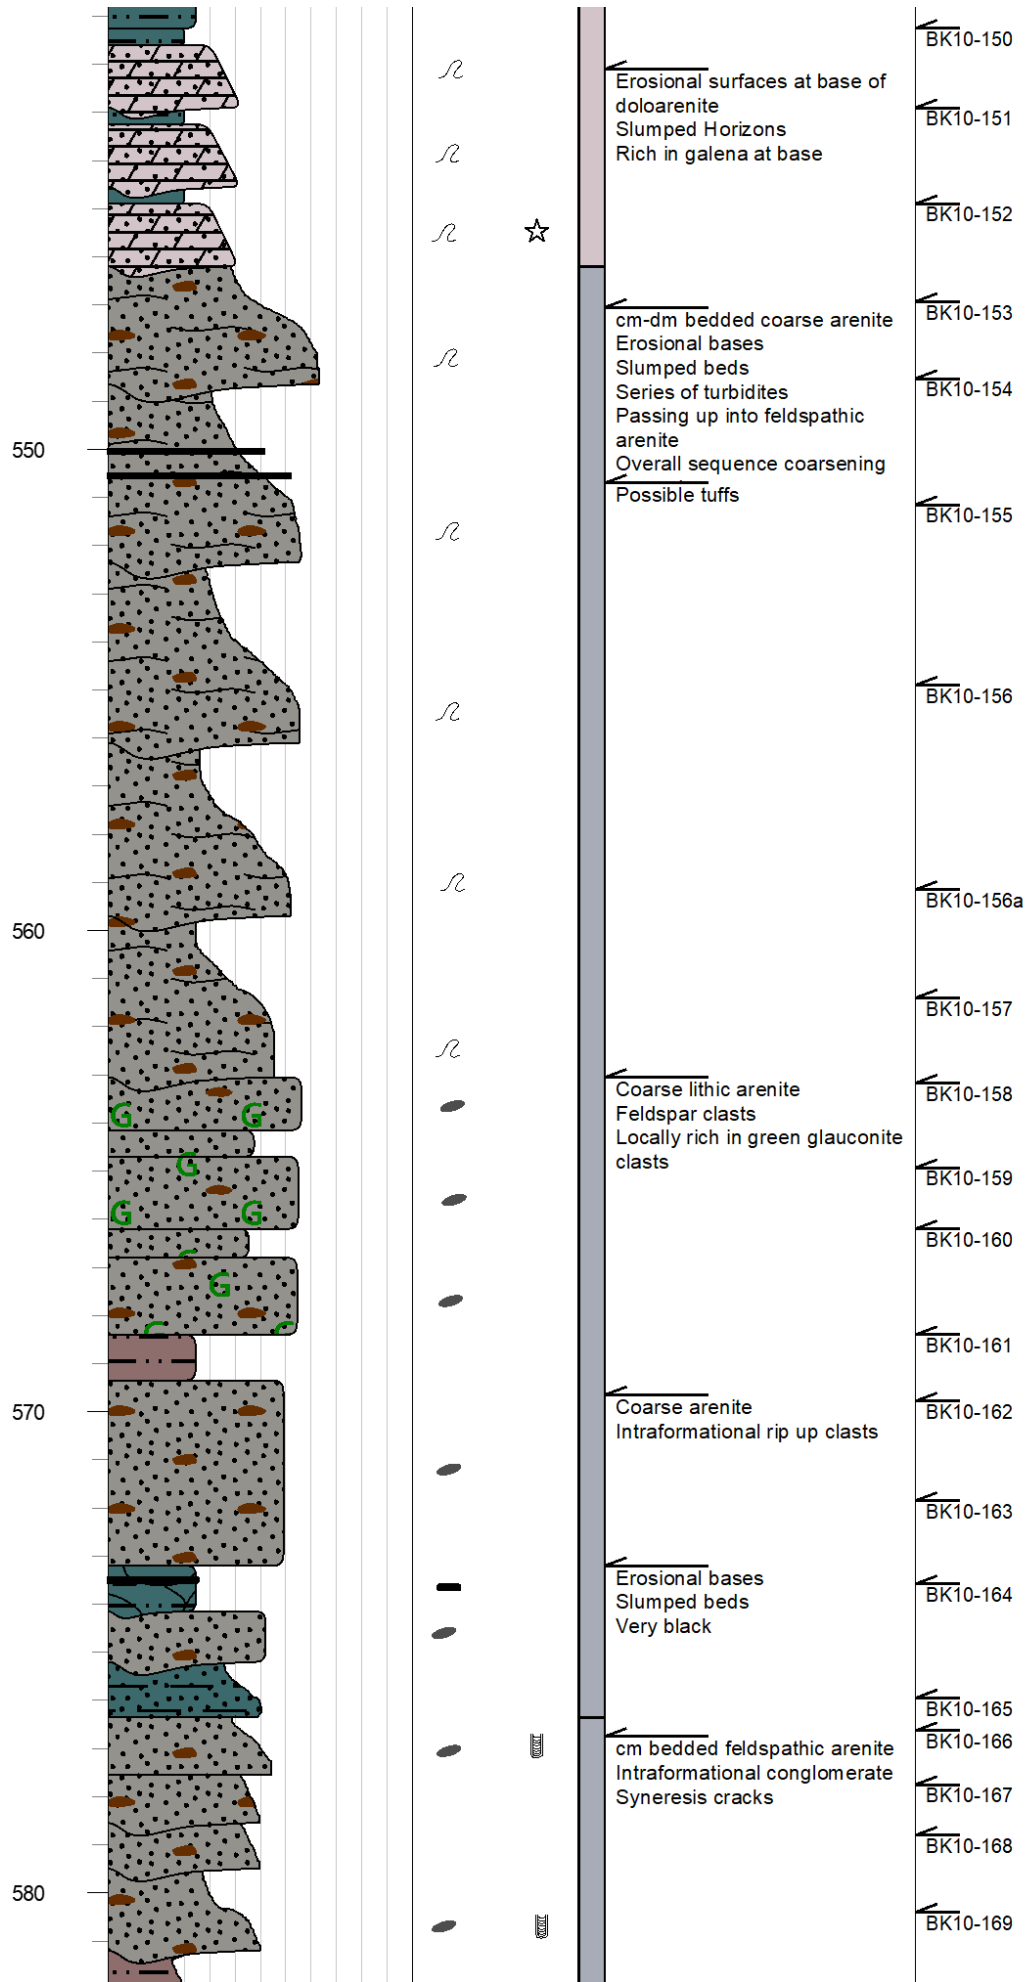 BK10-150
Erosional surfaces at base of
doloarenite
Slumped Horizons
Rich in galena at base
BK10-151
BK10-152
BK10-153
cm-dm bedded coarse arenite
Erosional bases
Slumped beds
Series of turbidites
Passing up into feldspathic
arenite
Overall sequence coarsening
BK10-154
550
Possible tuffs
BK10-155
BK10-156
BK10-156a
560
BK10-157
Coarse lithic arenite
Feldspar clasts
Locally rich in green glauconite
clasts
BK10-158
G G
G
BK10-159
G G
BK10-160
G
G
G G
BK10-161
570
Coarse arenite
Intraformational rip up clasts
BK10-162
BK10-163
Erosional bases
Slumped beds
Very black
BK10-164
BK10-165
BK10-166
cm bedded feldspathic arenite
Intraformational conglomerate
Syneresis cracks
BK10-167
BK10-168
580
BK10-169